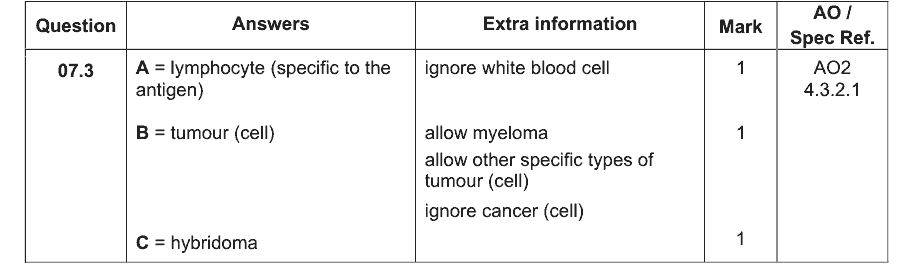 Question Answers Extra information Mark AO / Spec Ref.
07.3 A = lymphocyte (specific to the antigen) ignore white blood cell 1 AO2 4.3.2.1
B = tumour (cell) allow myeloma 1
allow other specific types of
tumour (cell)
ignore cancer (cell)
C = hybridoma 1